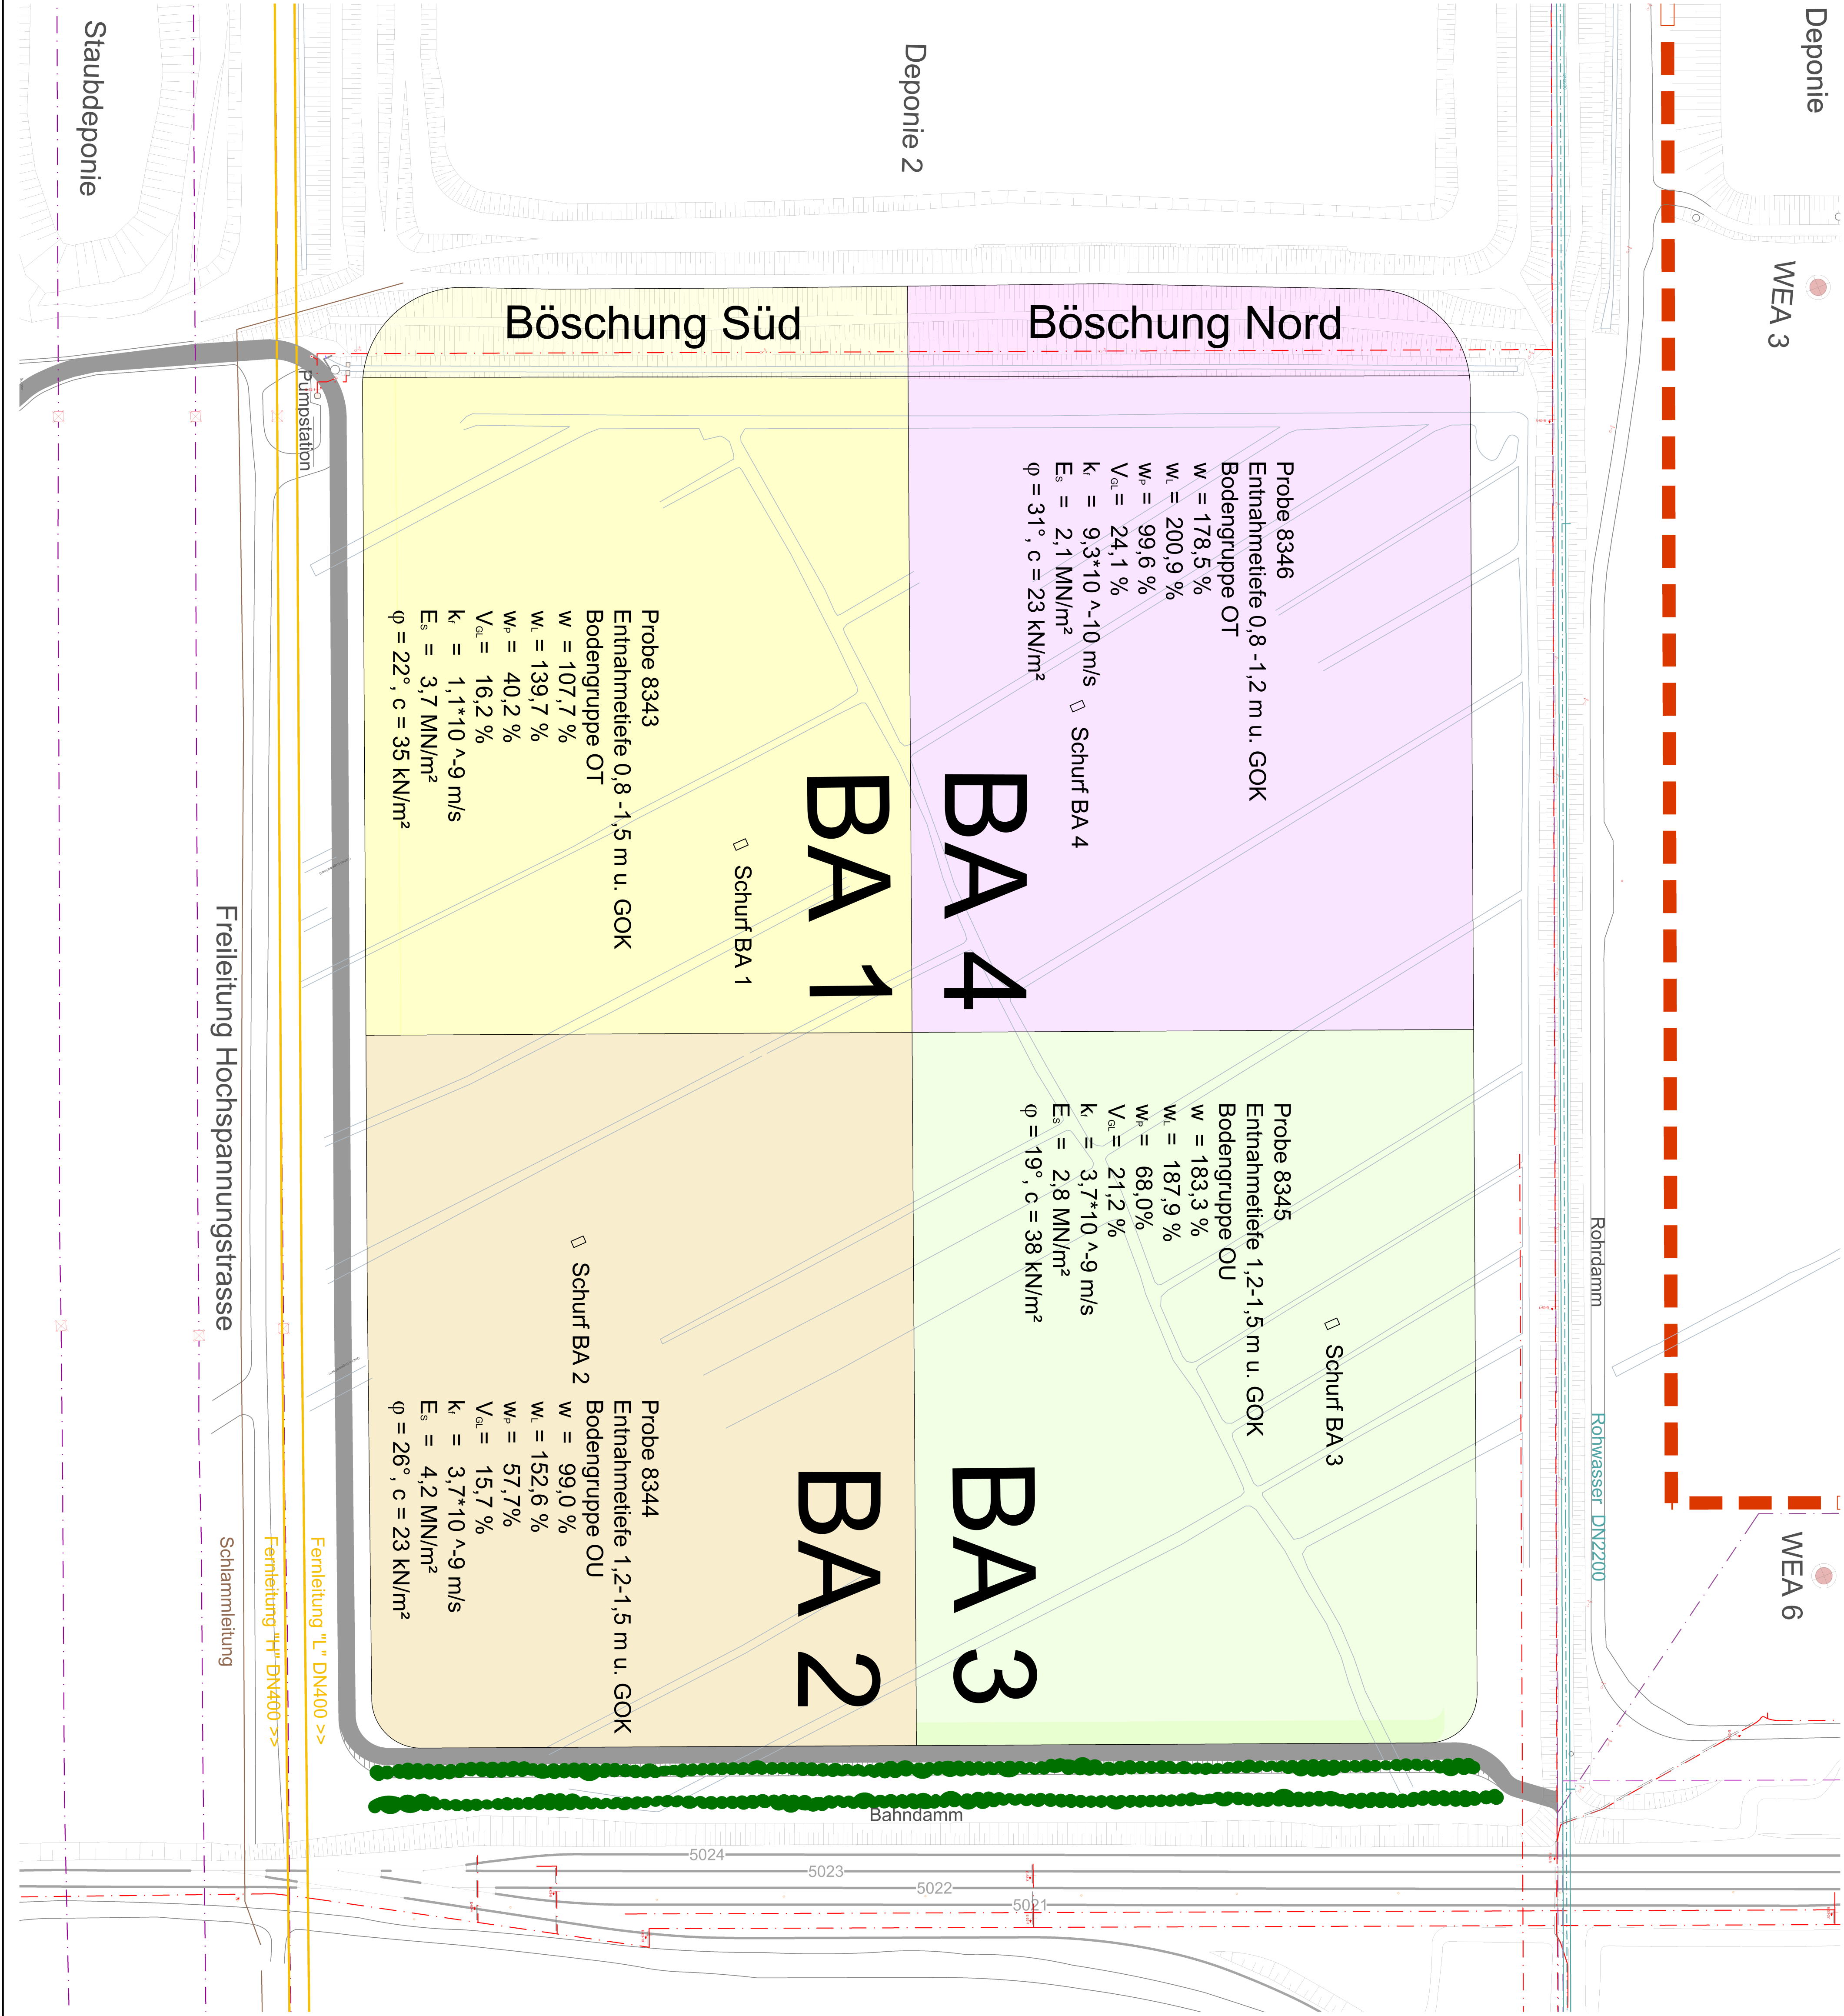 Staubdeponie
Deponie 2
Deponie
WEA 3
Böschung Süd
Böschung Nord
Pumpstation
Probe 8346
Entnahmetiefe 0,8 -1,2 m u. GOK
Bodengruppe OT
w = 178,5 %
wL = 200,9 %
wP = 99,6 %
VGL = 24,1 %
kf = 9,3*10 ^-10 m/s
ES = 2,1 MN/m²
φ = 31°, c = 23 kN/m²
Schurf BA 4
BA 4
Probe 8343
Entnahmetiefe 0,8 -1,5 m u. GOK
Bodengruppe OT
w = 107,7 %
wL = 139,7 %
wP = 40,2 %
VGL = 16,2 %
kf = 1,1*10 ^-9 m/s
ES = 3,7 MN/m²
φ = 22°, c = 35 kN/m²
Schurf BA 1
BA 1
Probe 8345
Entnahmetiefe 1,2-1,5 m u. GOK
Bodengruppe OU
w = 183,3 %
wL = 187,9 %
wP = 68,0%
VGL = 21,2 %
kf = 3,7*10 ^-9 m/s
ES = 2,8 MN/m²
φ = 19°, c = 38 kN/m²
Schurf BA 3
BA 3
Probe 8344
Entnahmetiefe 1,2-1,5 m u. GOK
Bodengruppe OU
w = 99,0 %
wL = 152,6 %
wP = 57,7%
VGL = 15,7 %
kf = 3,7*10 ^-9 m/s
ES = 4,2 MN/m²
φ = 26°, c = 23 kN/m²
Schurf BA 2
BA 2
Freileitung Hochspannungstrasse
Rohrdamm
Rohwasser DN2200
WEA 6
Schlammleitung
Fernleitung "H" DN400 >>
Fernleitung "L" DN400 >>
Bahndamm
5024
5023
5022
5021